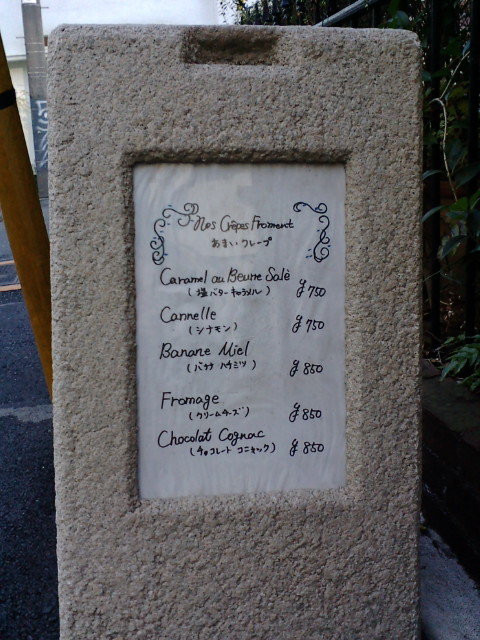 Nos Crêpes Froment
あまいクレープ
Caramel au Beurre Salé
(塩バターキャラメル)
¥750
Cannelle
(シナモン)
¥750
Banane Miel
(バナナ ハチミツ)
¥850
Fromage
(クリームチーズ)
¥850
Chocolat Cognac
(チョコレート コニャック)
¥850